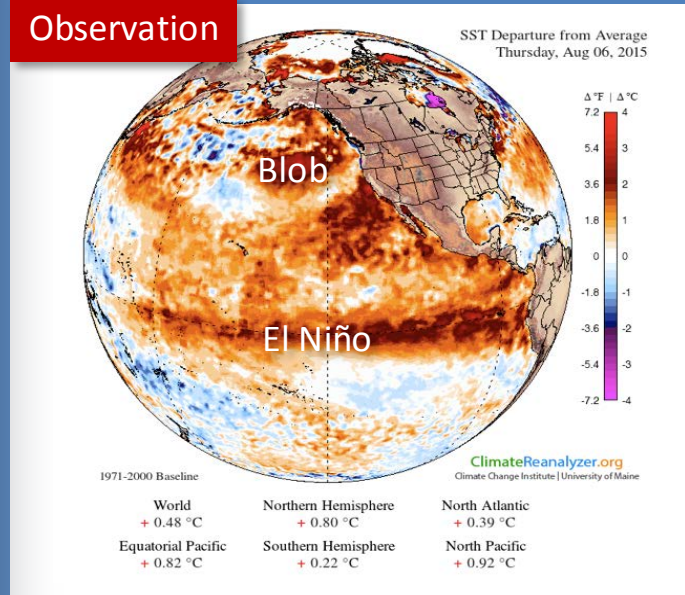 Observation
SST Departure from Average
Thursday, Aug 06, 2015
Δ °F | Δ °C
7.2 4
5.4 3
3.6 2
1.8 1
0 0
-1.8 -1
-3.6 -2
-5.4 -3
-7.2 -4
Blob
El Niño
ClimateReanalyzer.org
Climate Change Institute | University of Maine
1971-2000 Baseline
World Northern Hemisphere North Atlantic
+ 0.48 °C + 0.80 °C + 0.39 °C
Equatorial Pacific Southern Hemisphere North Pacific
+ 0.82 °C + 0.22 °C + 0.92 °C